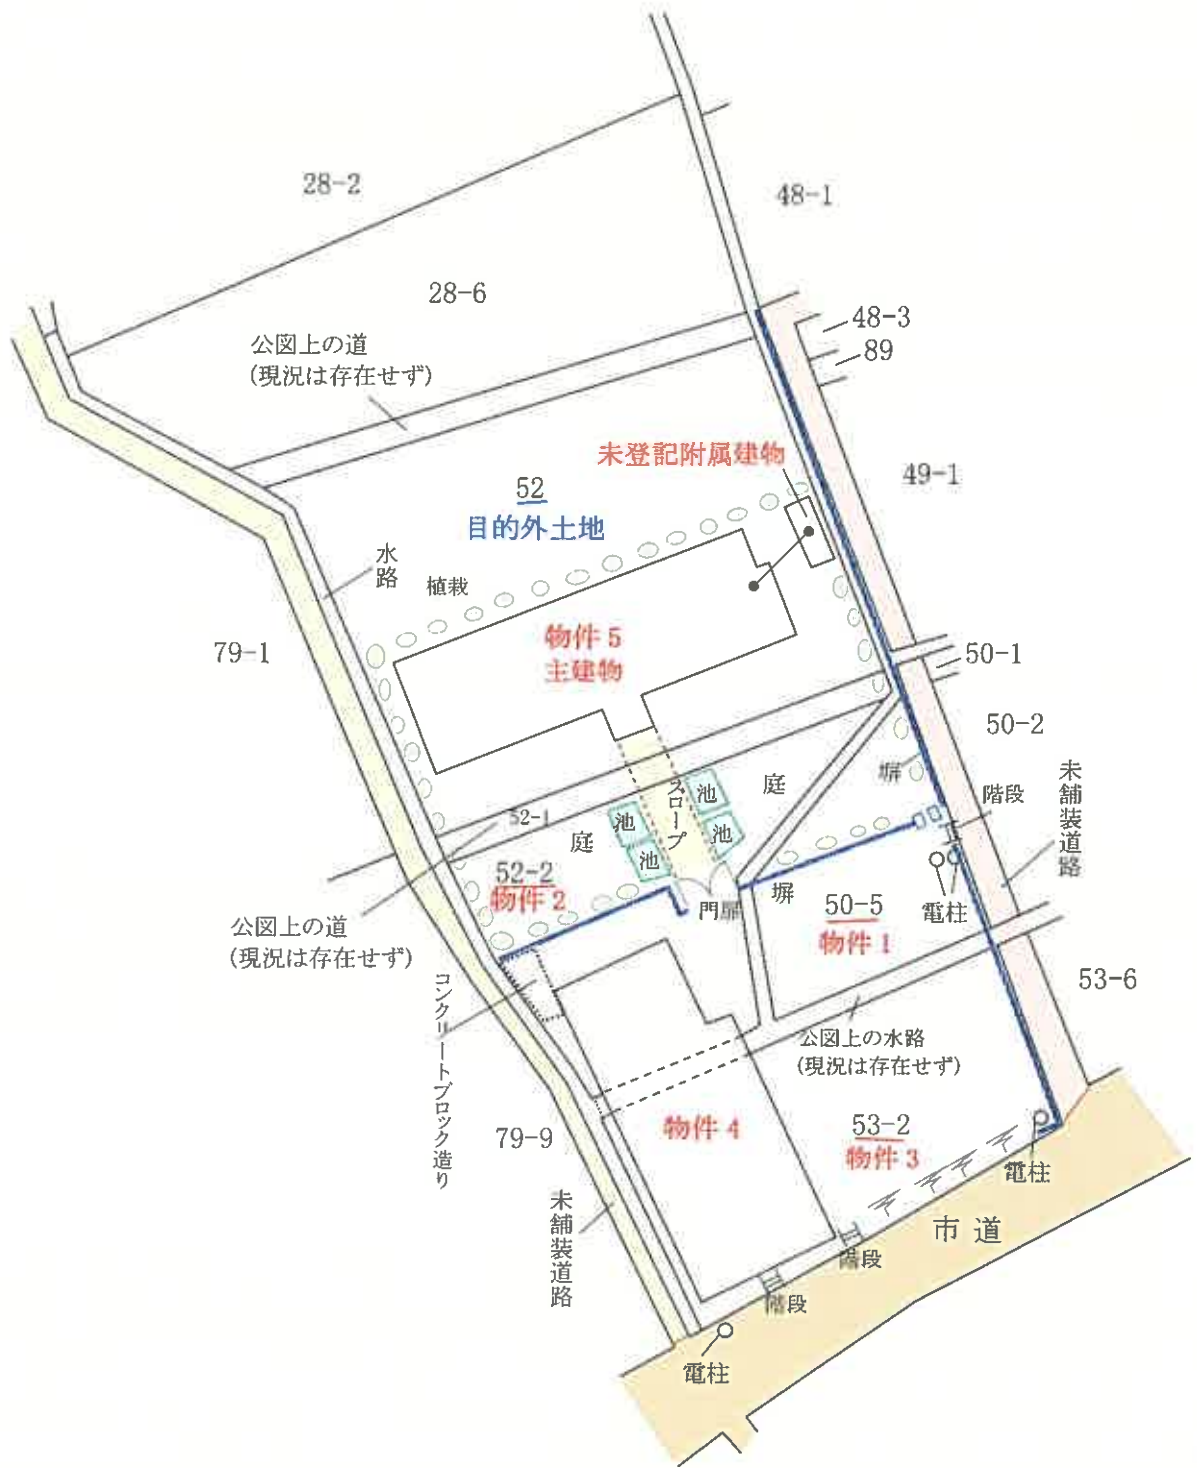 28-2
48-1
28-6
48-3
89
公図上の道
(現況は存在せず)
未登記附属建物
49-1
52
目的外土地
水路
植栽
79-1
物件5
主建物
50-1
50-2
庭
塀
階段
未舗装道路
スロープ
池
池
池
池
52-1
庭
52-2
物件2
門扉
塀
50-5
物件1
電柱
公図上の道
(現況は存在せず)
53-6
コンクリートブロック造り
公図上の水路
(現況は存在せず)
79-9
物件4
53-2
物件3
電柱
未舗装道路
市道
階段
階段
電柱